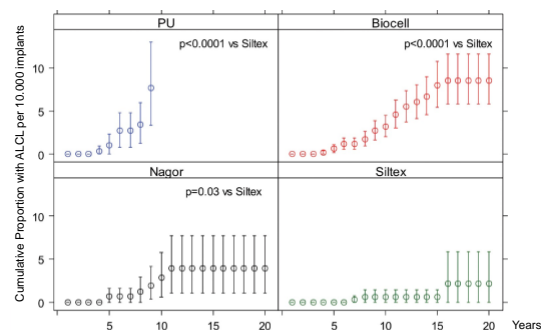 PU
Biocell
p<0.0001 vs Siltex
p<0.0001 vs Siltex
Cumulative Proportion with ALCL per 10.000 implants
10
5
0
Nagor
Siltex
p=0.03 vs Siltex
10
5
0
5
10
15
20
5
10
15
20
Years